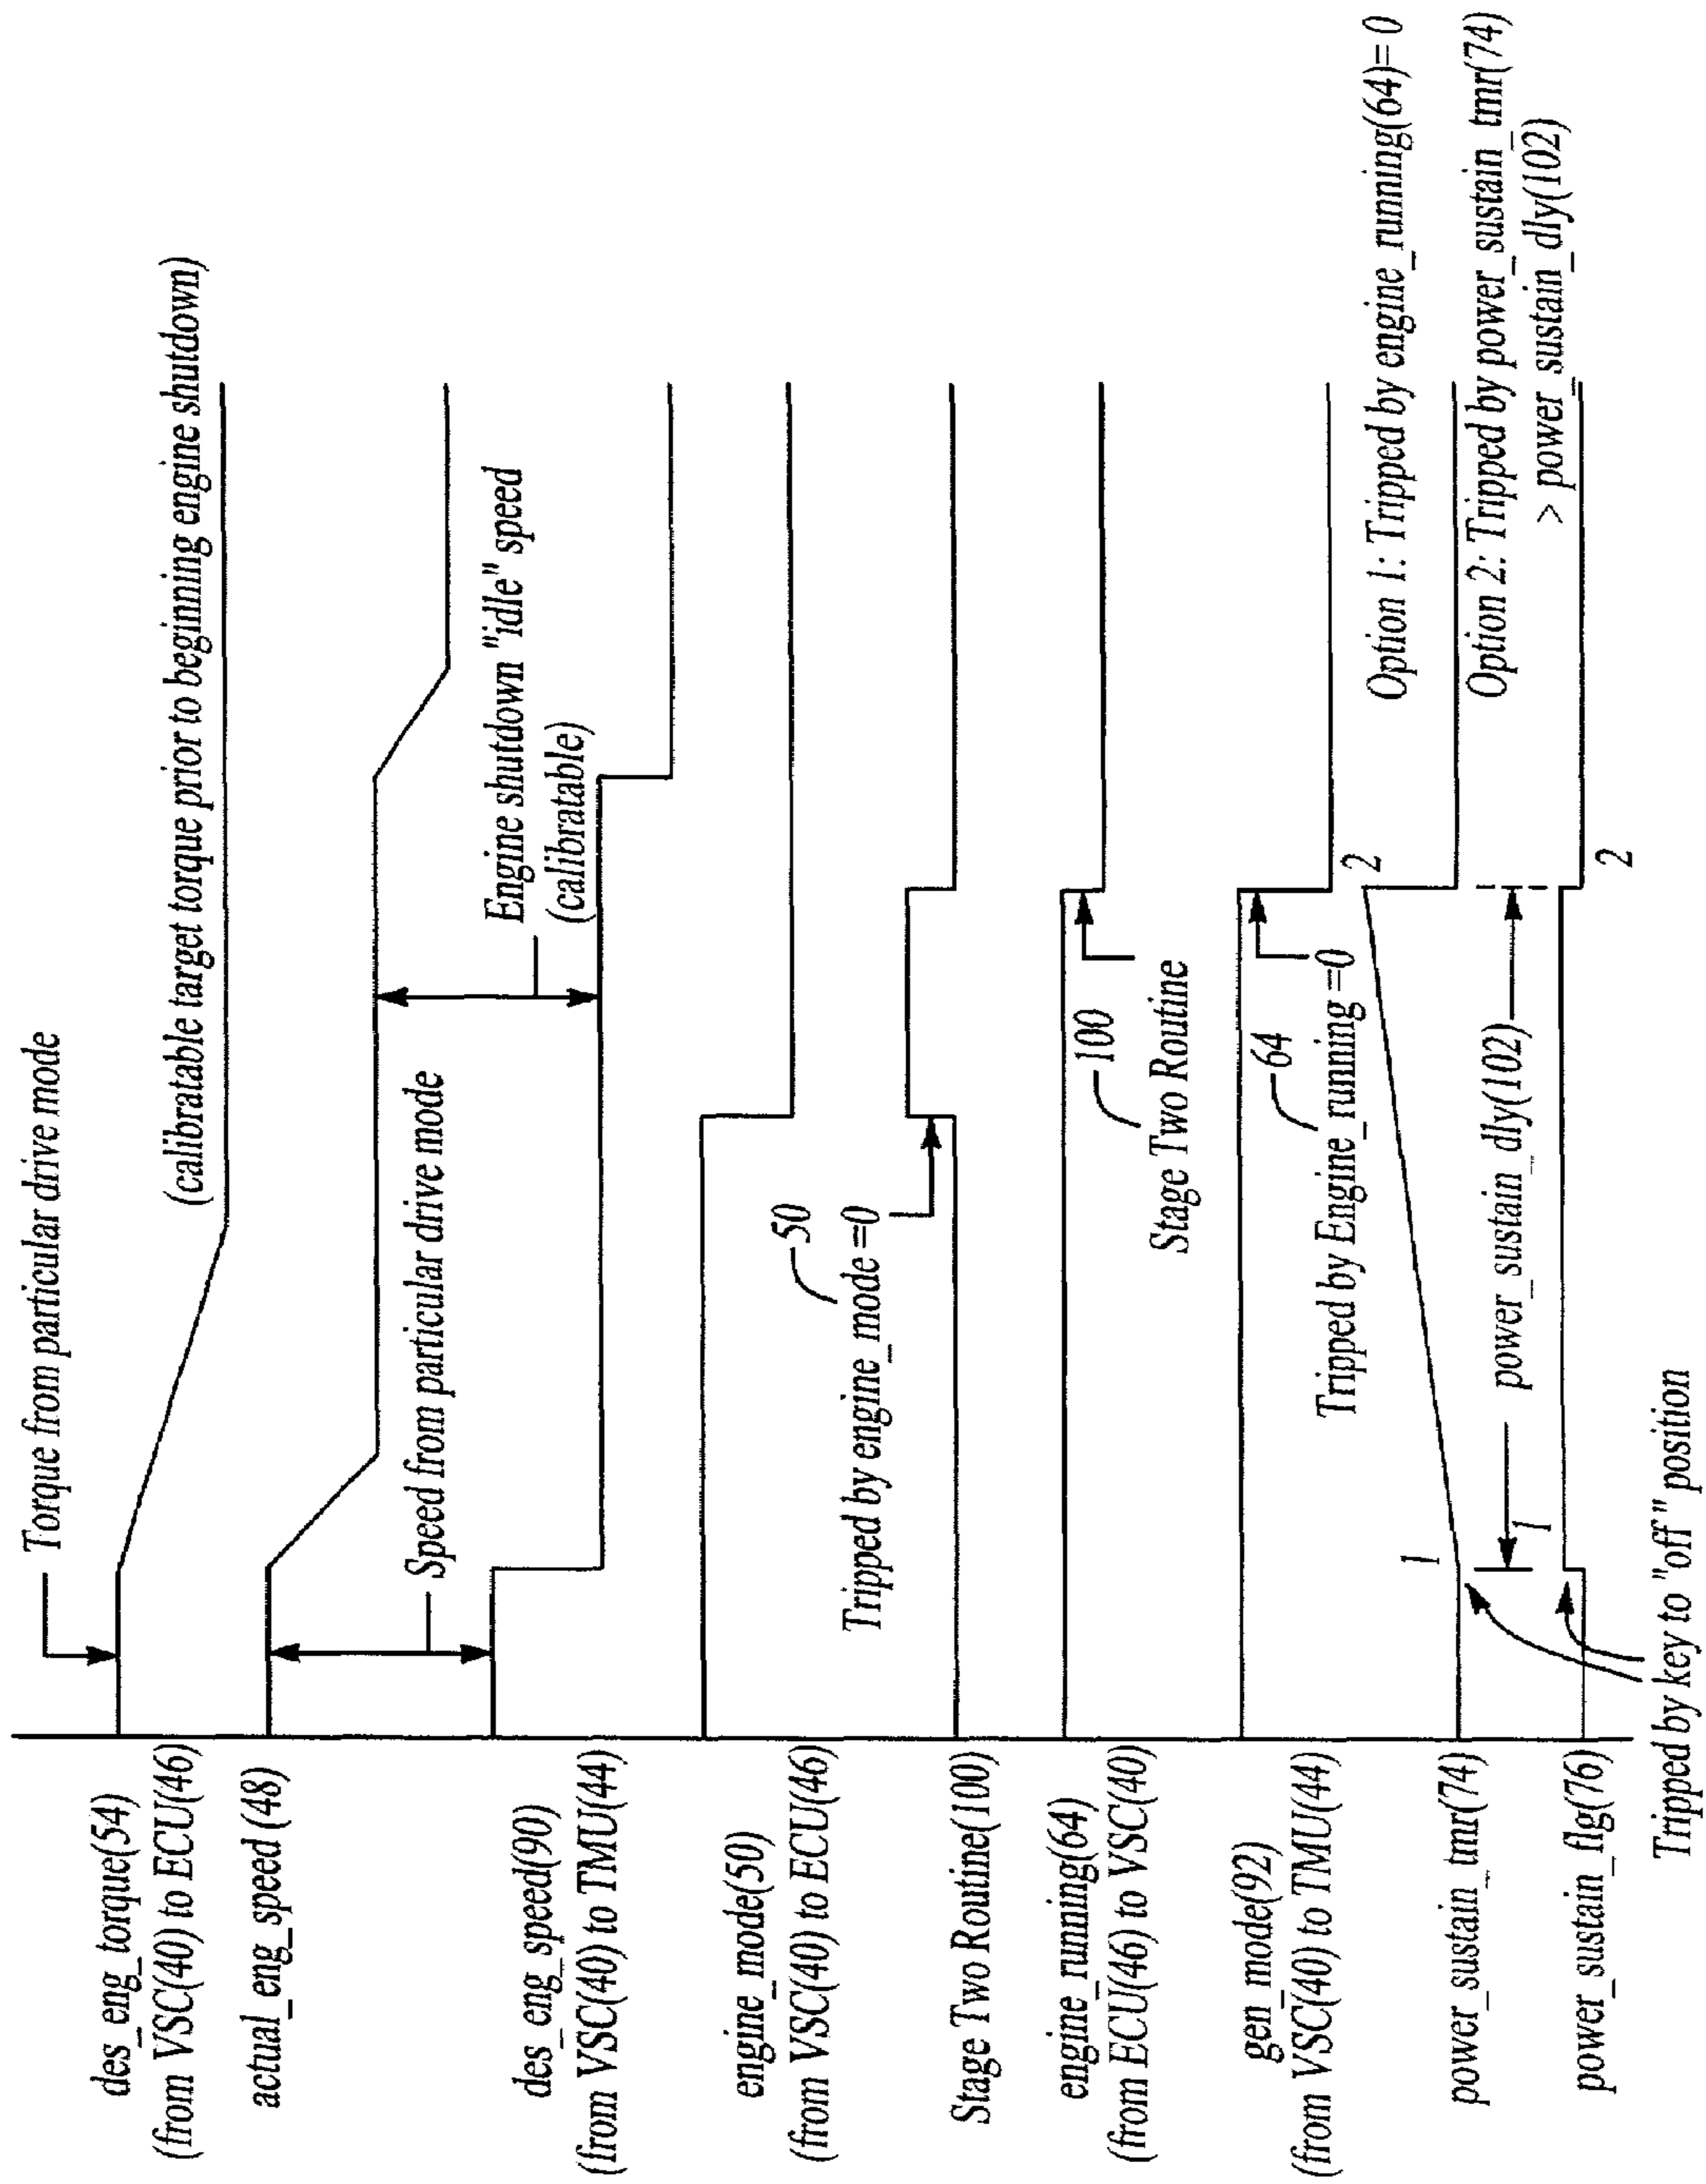 Torque from particular drive mode
des_eng_torque(54)
(from VSC(40) to ECU(46)
(calibratable target torque prior to beginning engine shutdown)
actual_eng_speed (48)
Speed from particular drive mode
Engine shutdown "idle" speed
(calibratable)
des_eng_speed(90)
(from VSC(40) to TMU(44)
engine_mode(50)
(from VSC(40) to ECU(46)
50
Tripped by engine_mode =0
Stage Two Routine(100)
engine_running(64)
(from ECU(46) to VSC(40)
100
Stage Two Routine
gen_mode(92)
(from VSC(40) to TMU(44)
64
Tripped by Engine_running =0
2
Option 1: Tripped by engine_running(64)= 0
1
power_sustain_tmr(74)
Option 2: Tripped by power_sustain_tmr(74)
> power_sustain_dly(102)
power_sustain_dly(102)
1
power_sustain_flg(76)
2
Tripped by key to "off" position